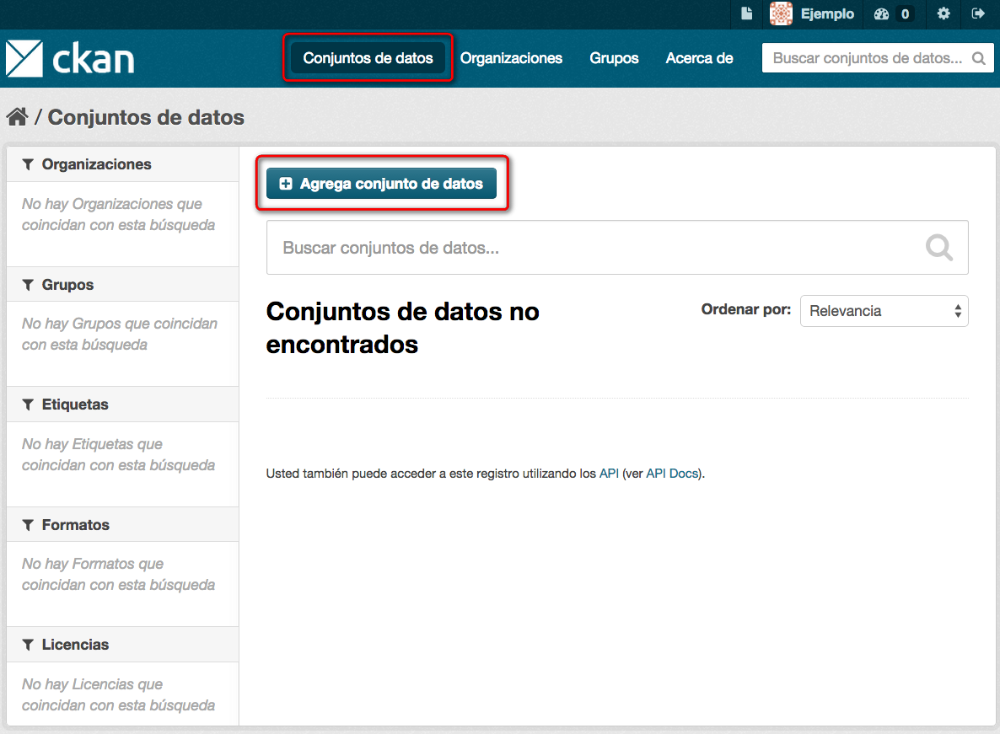 Ejemplo 0
ckan
Conjuntos de datos Organizaciones Grupos Acerca de Buscar conjuntos de datos...
/ Conjuntos de datos
Organizaciones
No hay Organizaciones que
coincidan con esta búsqueda
Grupos
No hay Grupos que coincidan
con esta búsqueda
Etiquetas
No hay Etiquetas que
coincidan con esta búsqueda
Formatos
No hay Formatos que
coincidan con esta búsqueda
Licencias
No hay Licencias que
coincidan con esta búsqueda
Agrega conjunto de datos
Buscar conjuntos de datos...
Conjuntos de datos no
encontrados
Ordenar por: Relevancia
Usted también puede acceder a este registro utilizando los API (ver API Docs).